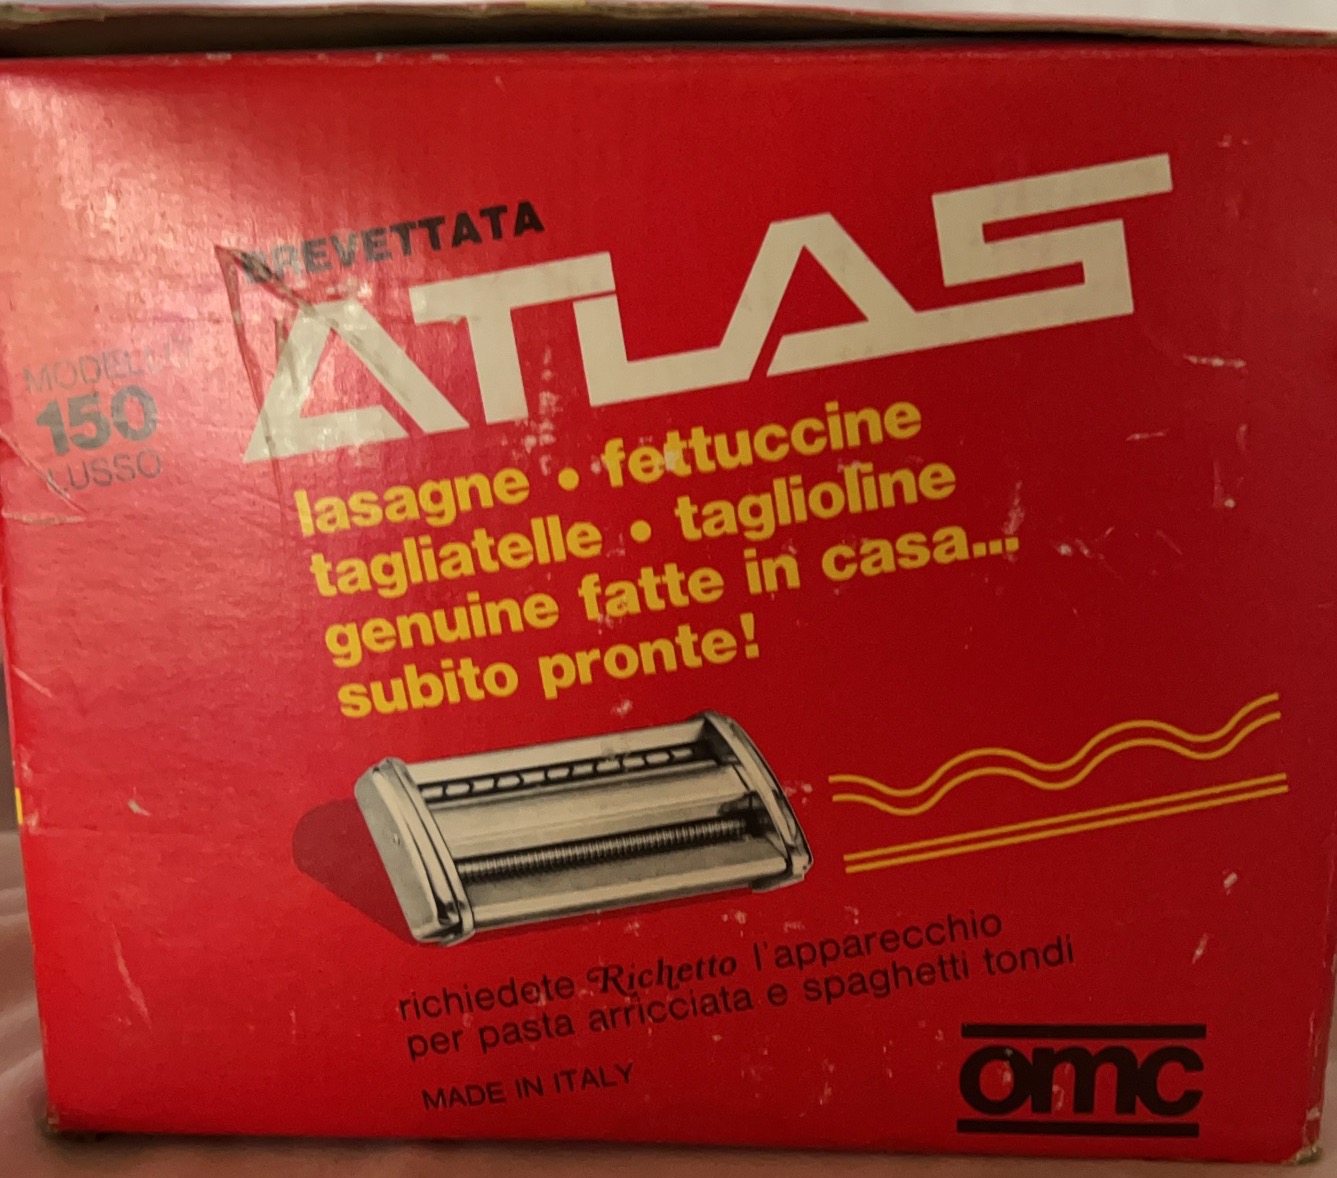 BREVETTATA
ATLAS
MODELLO
150
LUSSO
lasagne • fettuccine
tagliatelle • taglioline
genuine fatte in casa...
subito pronte!
richiedete Richetto l'apparecchio
per pasta arricciata e spaghetti tondi
MADE IN ITALY
omc